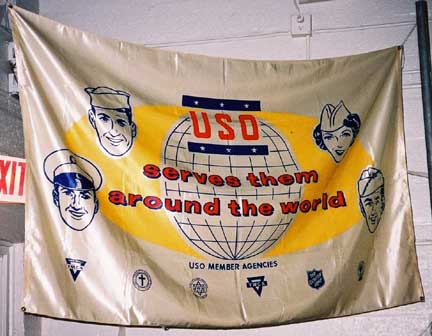 USO
serves them
around the world
USO MEMBER AGENCIES
EXIT